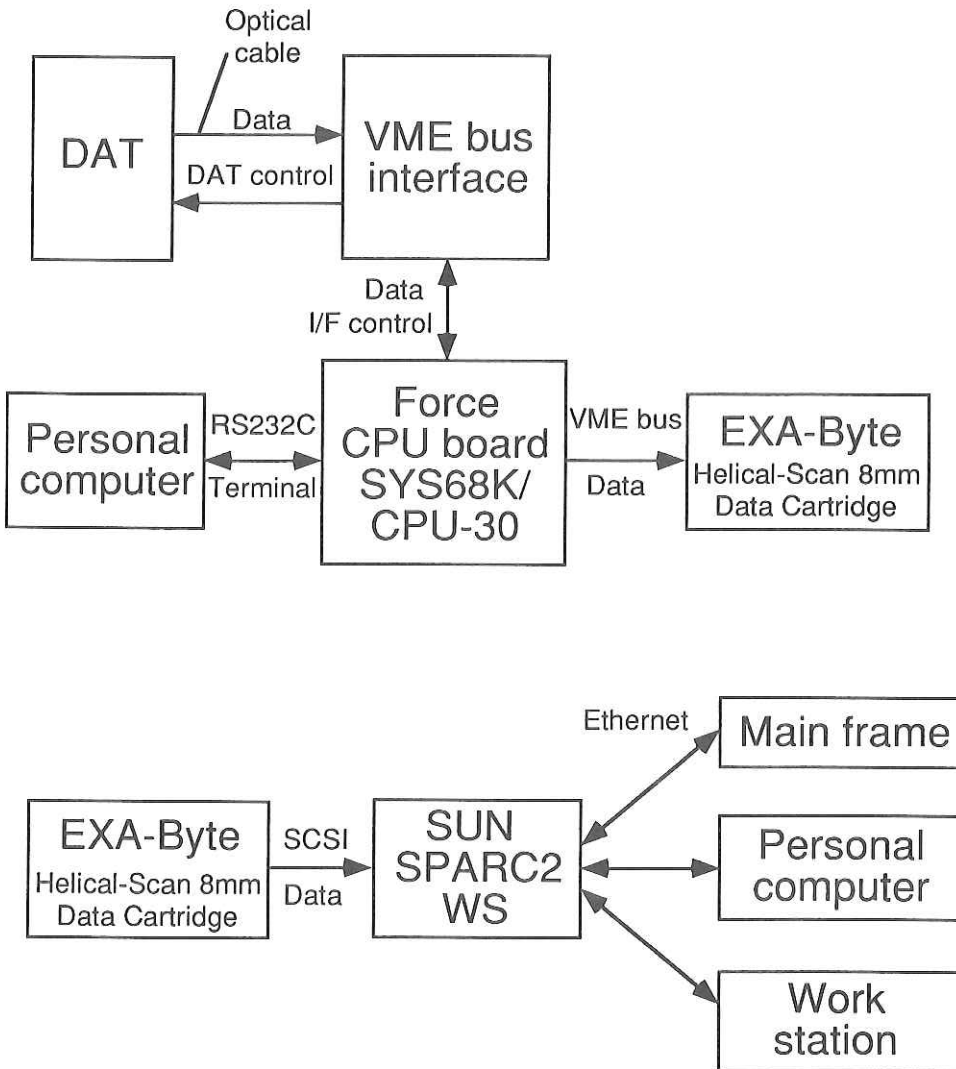 Optical
cable
DAT
Data
DAT control
VME bus
interface
Data
I/F control
Personal
computer
RS232C
Terminal
Force
CPU board
SYS68K/
CPU-30
VME bus
Data
EXA-Byte
Helical-Scan 8mm
Data Cartridge
Ethernet
Main frame
EXA-Byte
Helical-Scan 8mm
Data Cartridge
SCSI
Data
SUN
SPARC2
WS
Personal
computer
Work
station